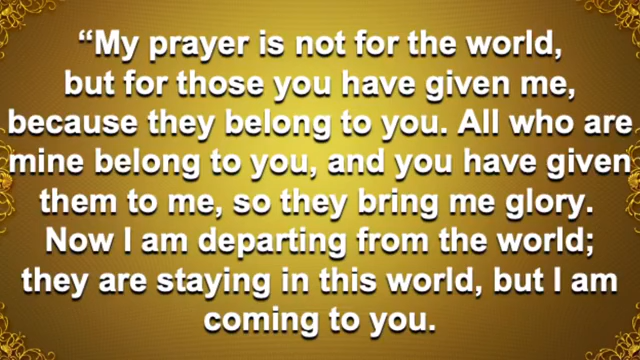 “My prayer is not for the world,
but for those you have given me,
because they belong to you. All who are
mine belong to you, and you have given
them to me, so they bring me glory.
Now I am departing from the world;
they are staying in this world, but I am
coming to you.